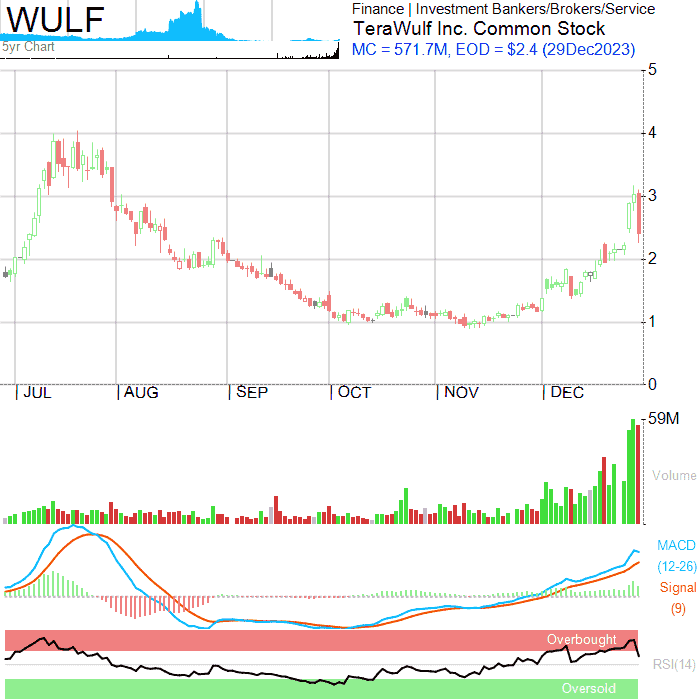 WULF
5yr Chart
Finance | Investment Bankers/Brokers/Service
TeraWulf Inc. Common Stock
MC = 571.7M, EOD = $2.4 (29Dec2023)
5
4
3
2
1
0
JUL AUG SEP OCT NOV DEC
59M
Volume
MACD
(12-26)
Signal
(9)
Overbought
RSI(14)
Oversold